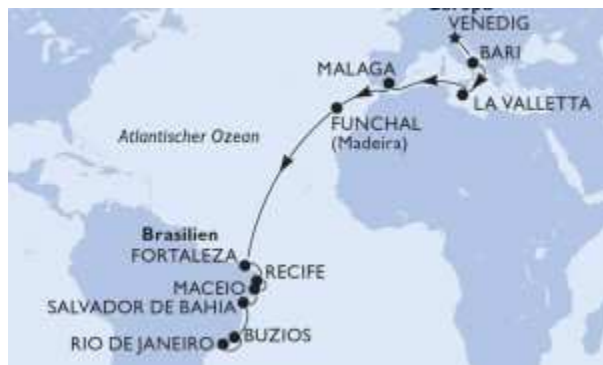 VENEDIG
BARI
MALAGA
LA VALLETTA
FUNCHAL
(Madeira)
Atlantischer Ozean
Brasilien
FORTALEZA
RECIFE
MACEIO
SALVADOR DE BAHIA
BUZIOS
RIO DE JANEIRO